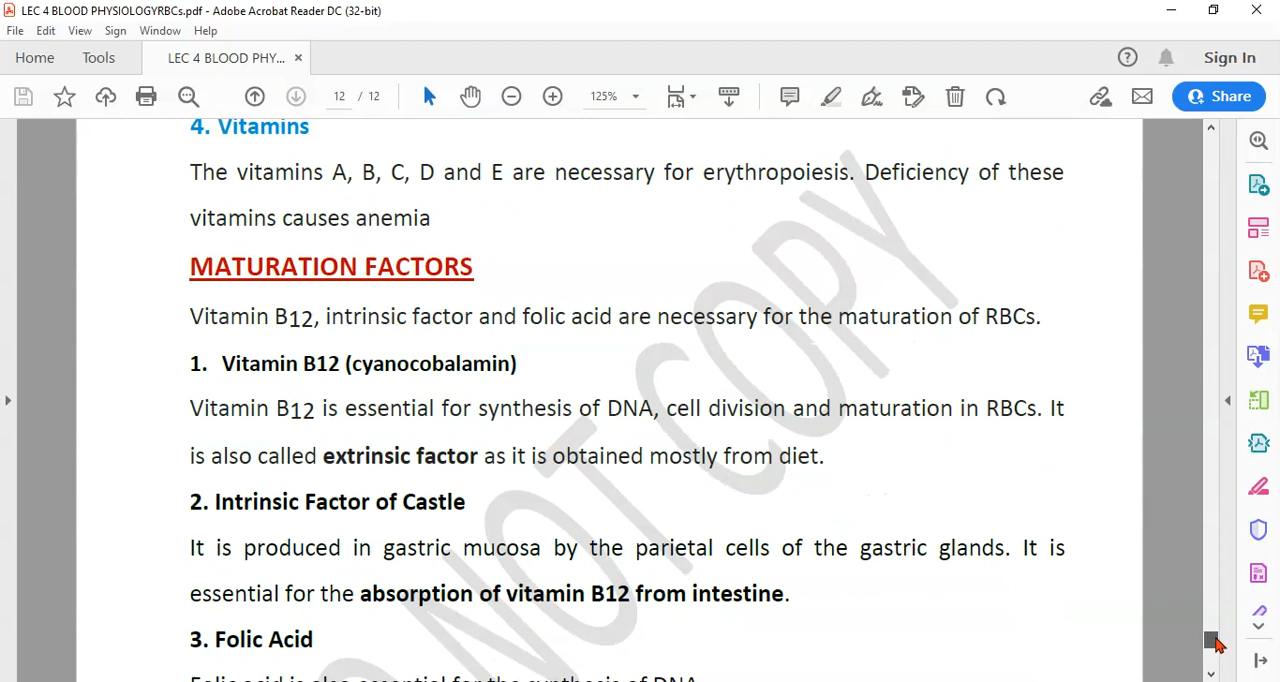 LEC 4 BLOOD PHYSIOLOGYRBCs.pdf - Adobe Acrobat Reader DC (32-bit)
File Edit View Sign Window Help
Home Tools LEC 4 BLOOD PHY... × Sign In
12 / 12 125% Share
4. Vitamins
The vitamins A, B, C, D and E are necessary for erythropoiesis. Deficiency of these
vitamins causes anemia
MATURATION FACTORS
Vitamin B12, intrinsic factor and folic acid are necessary for the maturation of RBCs.
1. Vitamin B12 (cyanocobalamin)
Vitamin B12 is essential for synthesis of DNA, cell division and maturation in RBCs. It
is also called extrinsic factor as it is obtained mostly from diet.
2. Intrinsic Factor of Castle
It is produced in gastric mucosa by the parietal cells of the gastric glands. It is
essential for the absorption of vitamin B12 from intestine.
3. Folic Acid
Folic acid is also essential for the synthesis of DNA
NOT COPY